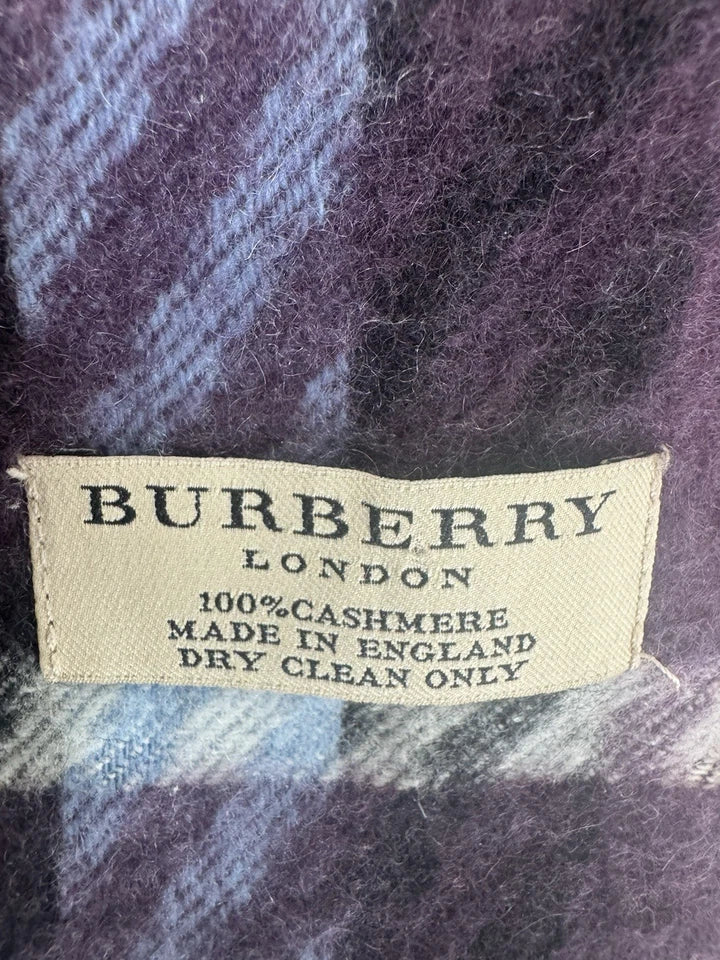 BURBERRY
LONDON
100%CASHMERE
MADE IN ENGLAND
DRY CLEAN ONLY